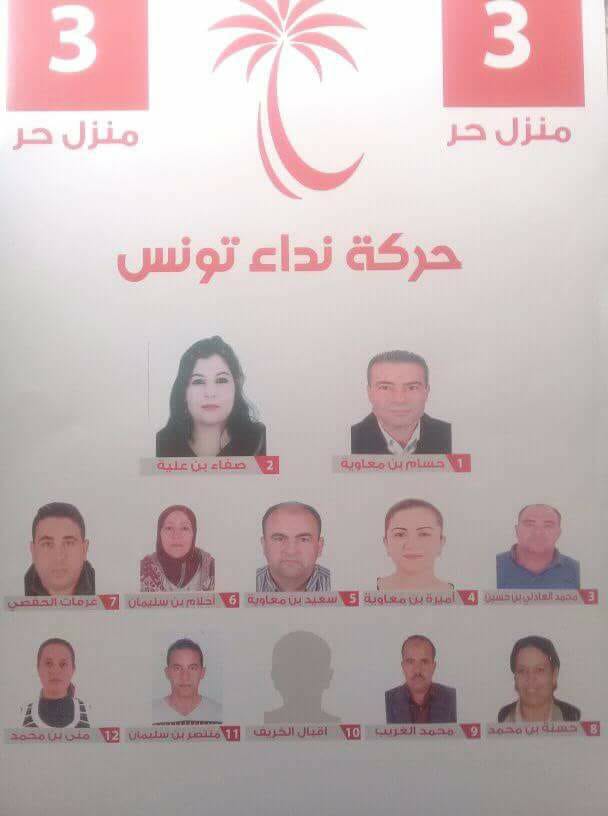 3
3
منزل حر
منزل حر
حركة نداء تونس
1 حسام بن معاوية
2 صفاء بن علية
3 محمد العادلي بن حسين
4 أميرة بن معاوية
5 سعيد بن معاوية
6 أحلام بن سليمان
7 عرفات الحفصي
8 حسنة بن محمد
9 محمد الغريب
10 اقبال الخريف
11 منتصر بن سليمان
12 منى بن محمد